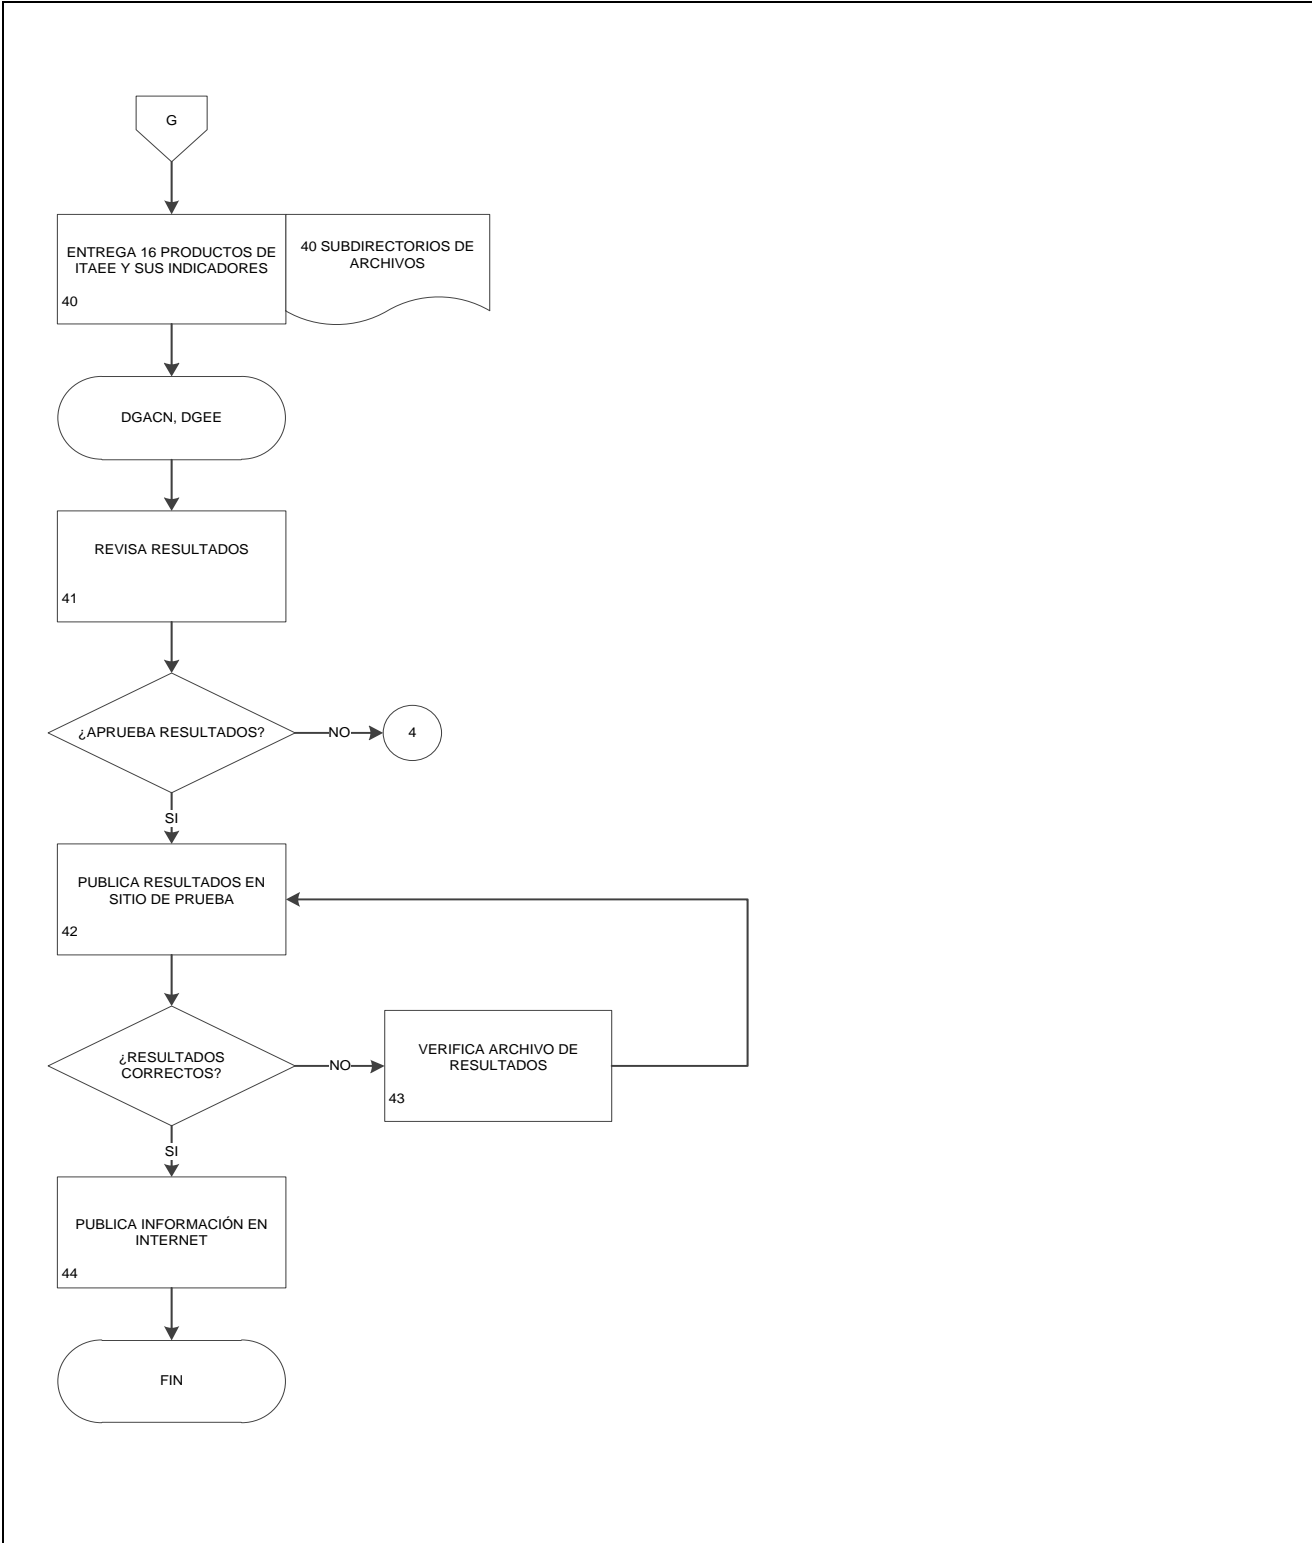 G
ENTREGA 16 PRODUCTOS DE
ITAEE Y SUS INDICADORES
40
40 SUBDIRECTORIOS DE
ARCHIVOS
DGACN, DGEE
REVISA RESULTADOS
41
¿APRUEBA RESULTADOS?
NO
4
SI
PUBLICA RESULTADOS EN
SITIO DE PRUEBA
42
¿RESULTADOS
CORRECTOS?
NO
VERIFICA ARCHIVO DE
RESULTADOS
43
SI
PUBLICA INFORMACIÓN EN
INTERNET
44
FIN